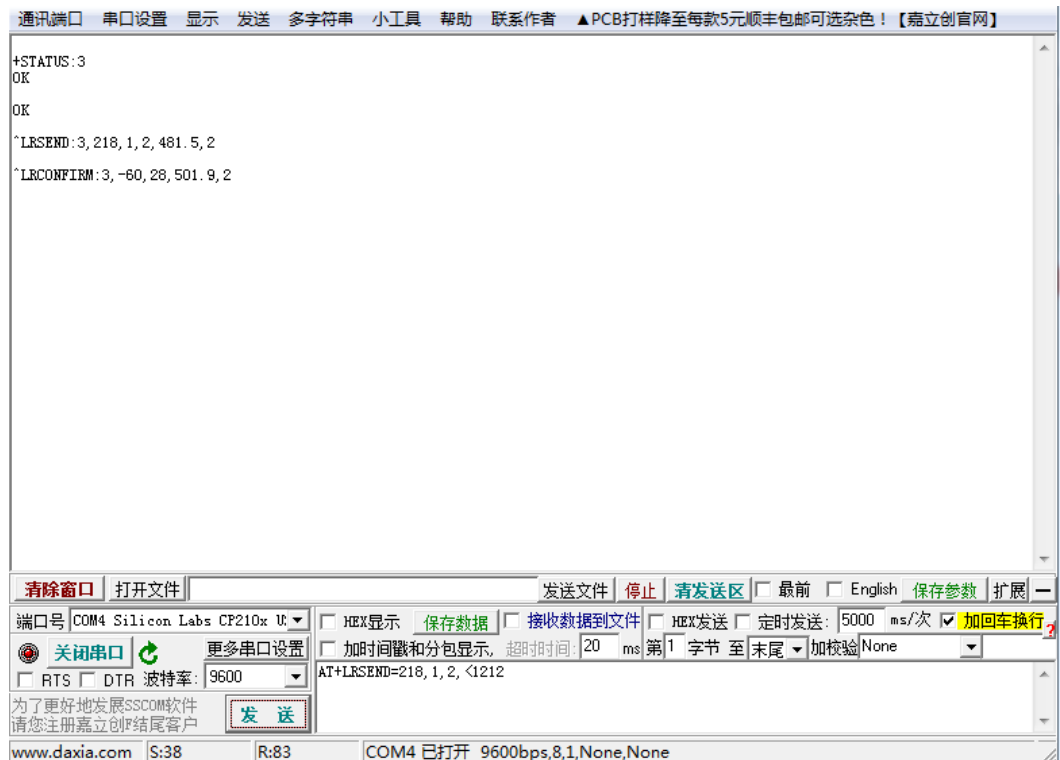 通讯端口 串口设置 显示 发送 多字符串 小工具 帮助 联系作者 ▲PCB打样降至每款5元顺丰包邮可选杂色！【嘉立创官网】
+STATUS:3
OK
OK
^LRSEND:3,218,1,2,481.5,2
^LRCONFIRM:3,-60,28,501.9,2
清除窗口 打开文件 发送文件 停止 清发送区 最前 English 保存参数 扩展 —
端口号 COM4 Silicon Labs CP210x U HEX显示 保存数据 接收数据到文件 HEX发送 定时发送: 5000 ms/次 加回车换行 ?
关闭串口 更多串口设置 加时间戳和分包显示, 超时时间: 20 ms 第1 字节 至 末尾 加校验None
RTS DTR 波特率: 9600 AT+LRSEND=218,1,2,<1212
为了更好地发展SSCOM软件
请您注册嘉立创F结尾客户
发 送
www.daxia.com S:38 R:83 COM4 已打开 9600bps,8,1,None,None